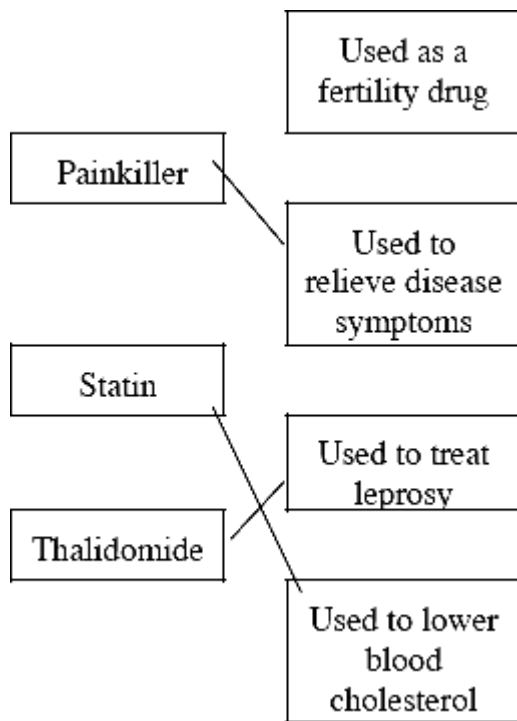 Used as a
fertility drug
Painkiller
Used to
relieve disease
symptoms
Statin
Used to treat
leprosy
Thalidomide
Used to lower
blood
cholesterol